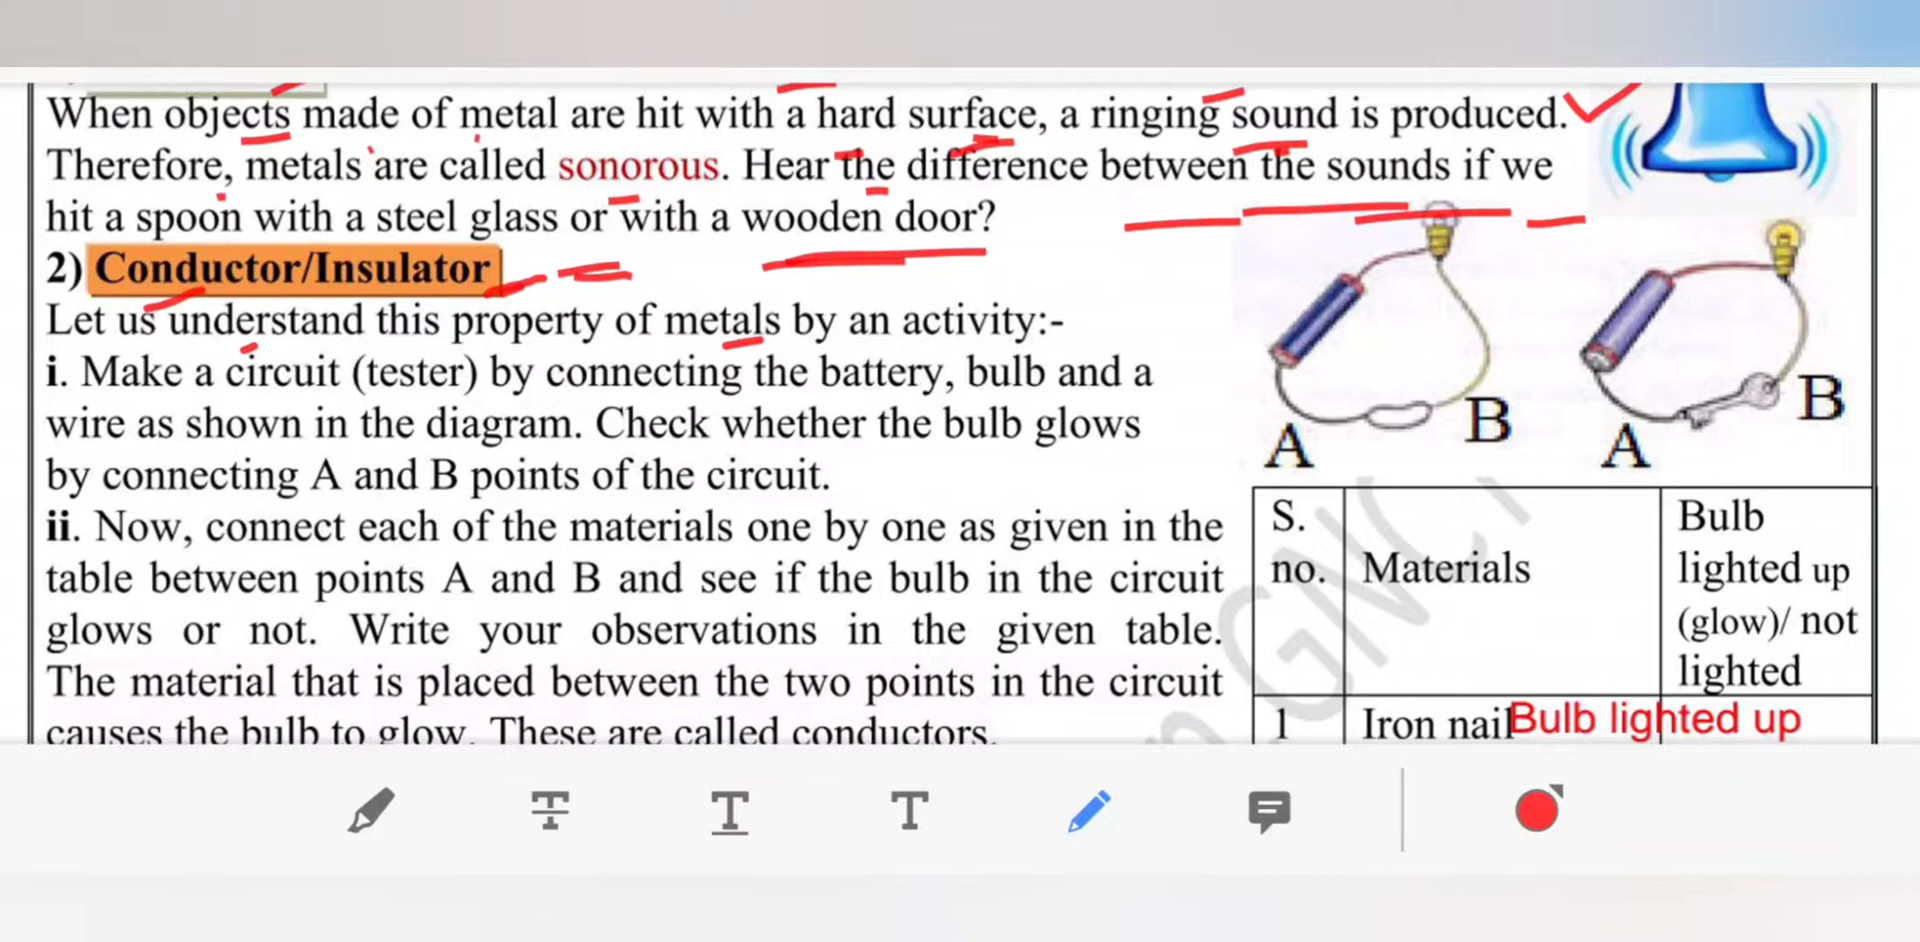 When objects made of metal are hit with a hard surface, a ringing sound is produced.
Therefore, metals are called sonorous. Hear the difference between the sounds if we
hit a spoon with a steel glass or with a wooden door?
2) Conductor/Insulator
Let us understand this property of metals by an activity:-
i. Make a circuit (tester) by connecting the battery, bulb and a
wire as shown in the diagram. Check whether the bulb glows
by connecting A and B points of the circuit.
ii. Now, connect each of the materials one by one as given in the
table between points A and B and see if the bulb in the circuit
glows or not. Write your observations in the given table.
The material that is placed between the two points in the circuit
causes the bulb to glow. These are called conductors.
A B
A B
S. no. Materials Bulb lighted up (glow)/ not lighted
1 Iron nail Bulb lighted up
GNCT